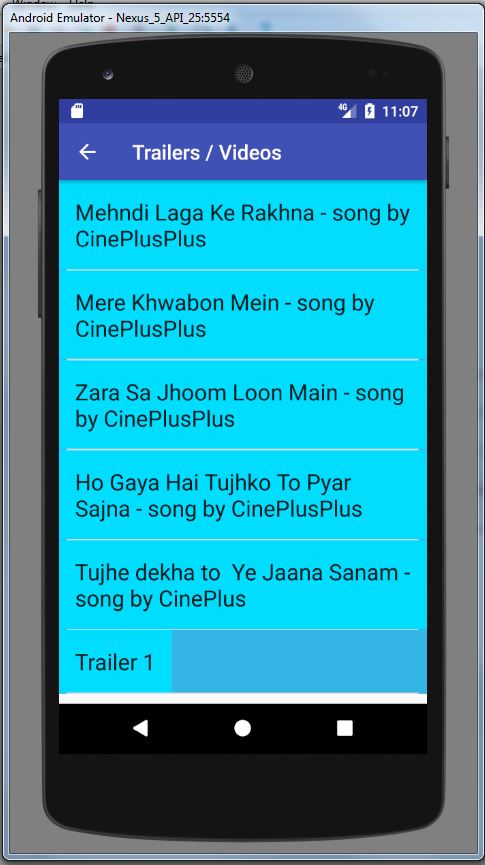 Android Emulator - Nexus_5_API_25:5554
4G 11:07
Trailers / Videos
Mehndi Laga Ke Rakhna - song by
CinePlusPlus
Mere Khwabon Mein - song by
CinePlusPlus
Zara Sa Jhoom Loon Main - song
by CinePlusPlus
Ho Gaya Hai Tujhko To Pyar
Sajna - song by CinePlusPlus
Tujhe dekha to  Ye Jaana Sanam -
song by CinePlus
Trailer 1